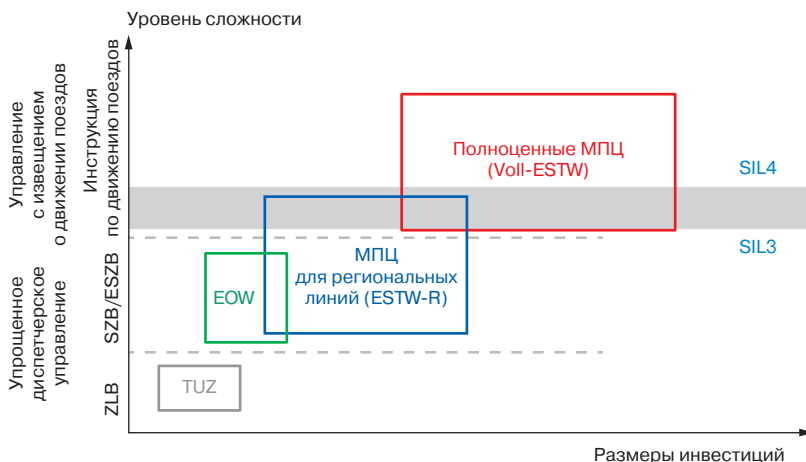 Уровень сложности
Управление
с извещением
о движении поездов
Инструкция
по движению поездов
Полноценные МПЦ
(Voll-ESTW)
SIL4
SIL3
Упрощенное
диспетчерское
управление
SZB/ESZB
ZLB
EOW
МПЦ
для региональных
линий (ESTW-R)
TUZ
Размеры инвестиций